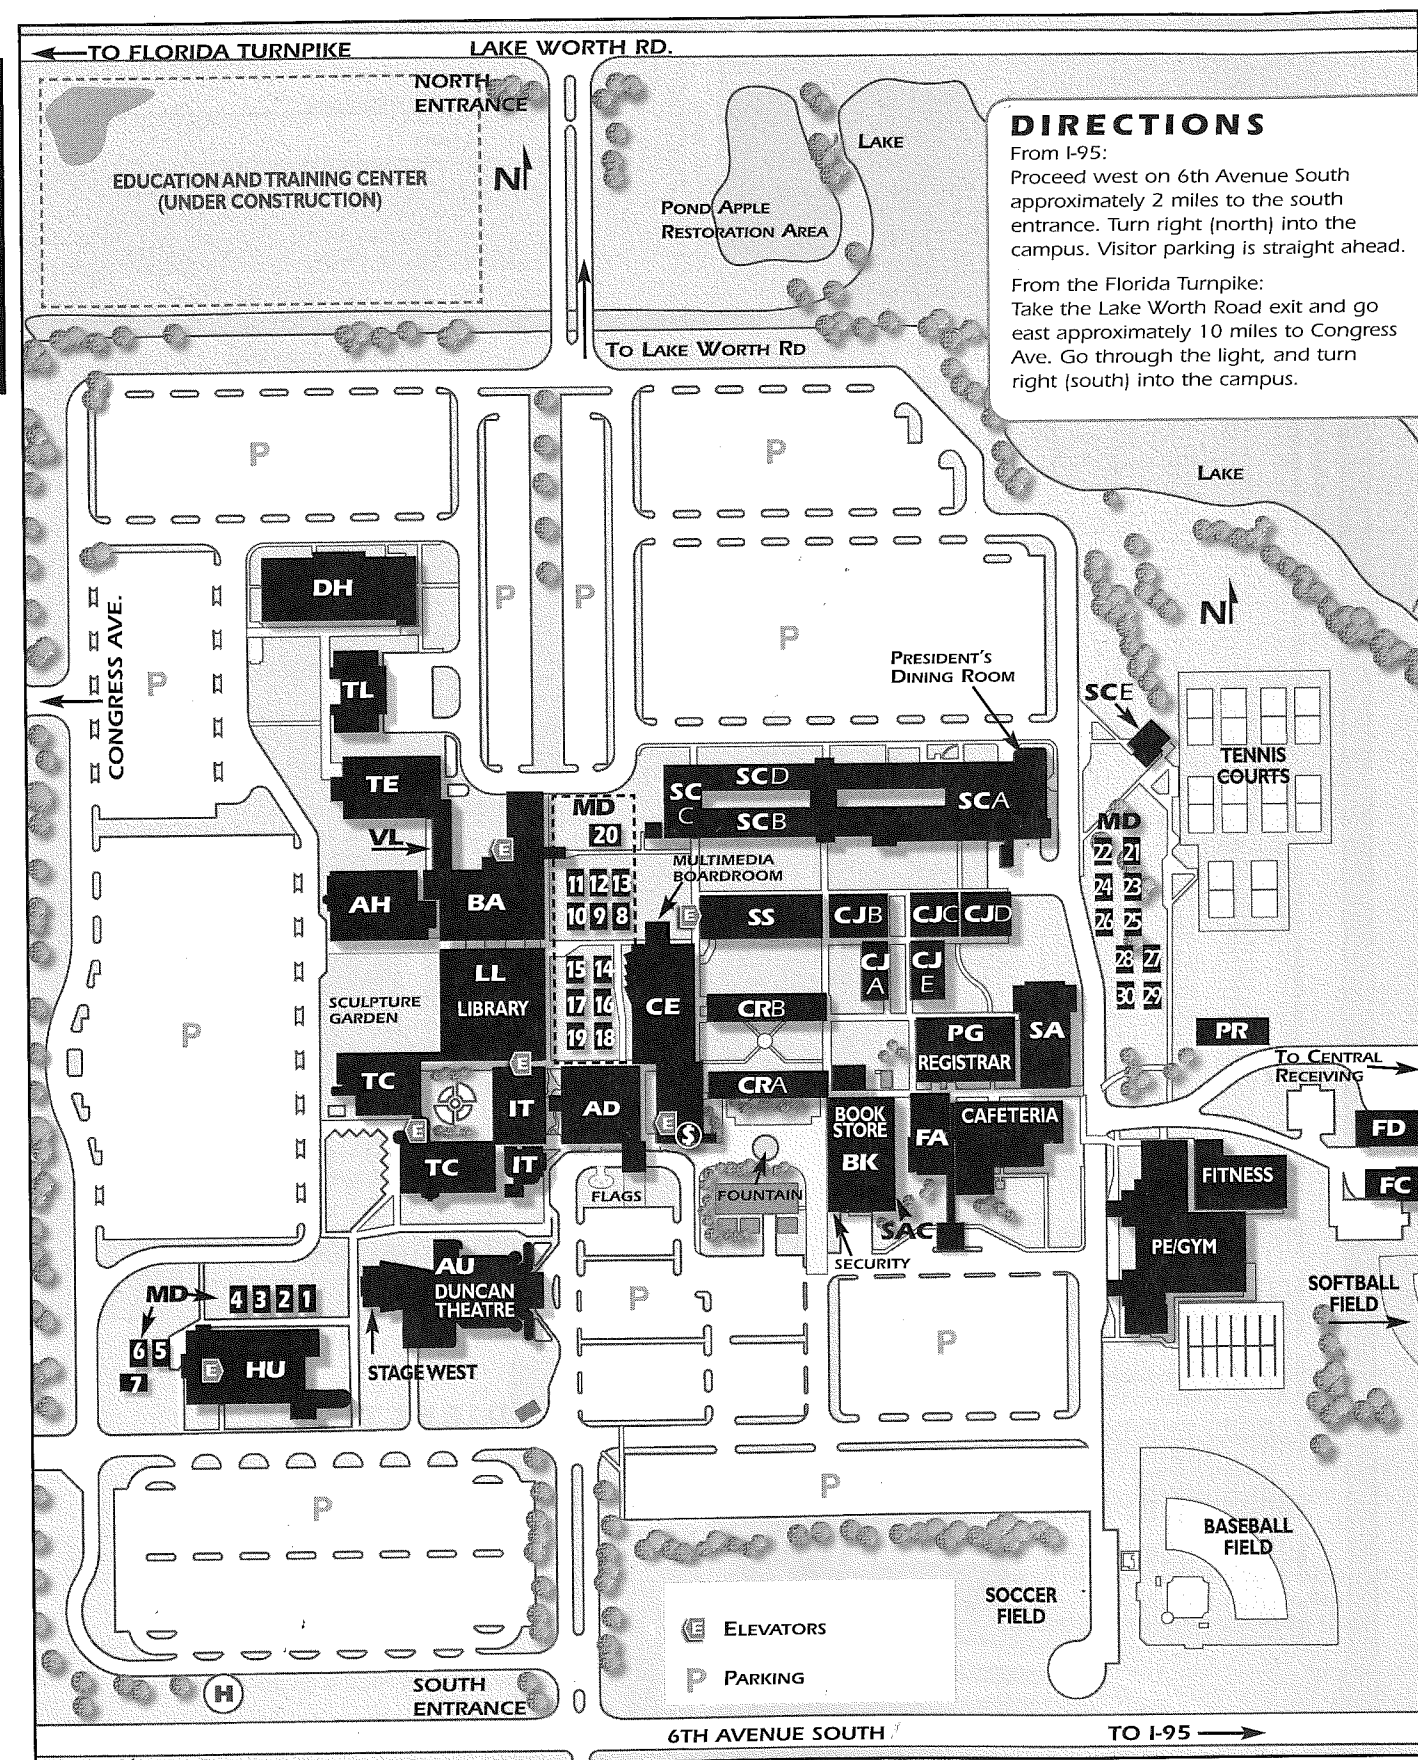 TO FLORIDA TURNPIKE
LAKE WORTH RD.
NORTH
ENTRANCE
N
EDUCATION AND TRAINING CENTER
(UNDER CONSTRUCTION)
LAKE
POND APPLE
RESTORATION AREA
DIRECTIONS
From I-95:
Proceed west on 6th Avenue South
approximately 2 miles to the south
entrance. Turn right (north) into the
campus. Visitor parking is straight ahead.
From the Florida Turnpike:
Take the Lake Worth Road exit and go
east approximately 10 miles to Congress
Ave. Go through the light, and turn
right (south) into the campus.
TO LAKE WORTH RD
P
P
LAKE
DH
P
P
P
P
CONGRESS AVE.
N
TL
PRESIDENT'S
DINING ROOM
SCE
TENNIS
COURTS
TE
VL
E
MD
20
SC
C
SCD
SCB
SCA
MULTIMEDIA
BOARDROOM
MD
22 21
24 23
26 25
28 27
30 29
AH
BA
11 12 13
10 9 8
E
SS
CJB
CJC
CJD
CJ
A
CJ
E
LL
LIBRARY
15 14
17 16
19 18
CE
SCULPTURE
GARDEN
P
CRB
PG
REGISTRAR
SA
PR
TO CENTRAL
RECEIVING
TC
E
IT
AD
CRA
E
$
E
TC
IT
BOOK
STORE
BK
FA
CAFETERIA
FD
FC
FITNESS
FLAGS
FOUNTAIN
SAC
SECURITY
PE/GYM
AU
DUNCAN
THEATRE
MD
4 3 2 1
6 5
7
E
HU
STAGE WEST
P
P
SOFTBALL
FIELD
P
P
BASEBALL
FIELD
SOCCER
FIELD
E ELEVATORS
P PARKING
H
SOUTH
ENTRANCE
6TH AVENUE SOUTH
TO I-95